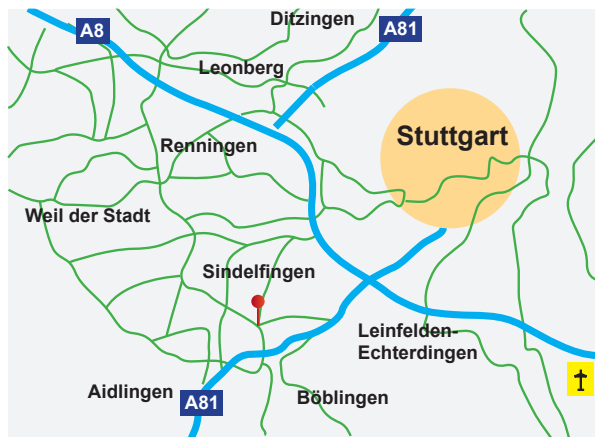 Ditzingen
A8
A81
Leonberg
Stuttgart
Renningen
Weil der Stadt
Sindelfingen
Leinfelden-
Echterdingen
Aidlingen
A81
Böblingen